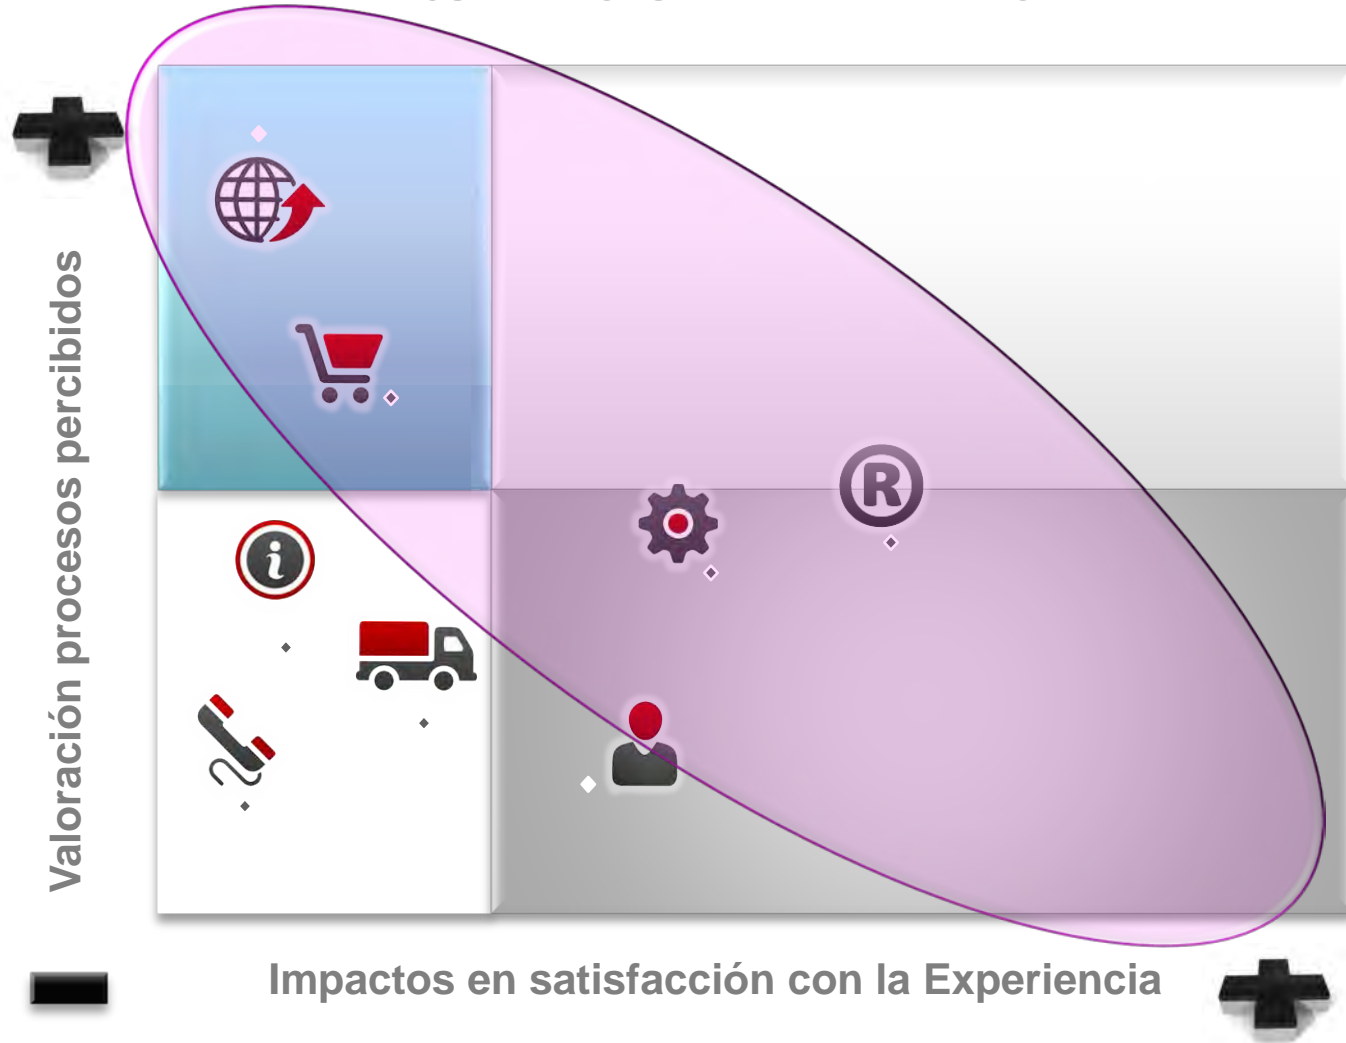 Valoración procesos percibidos
i
®
Impactos en satisfacción con la Experiencia